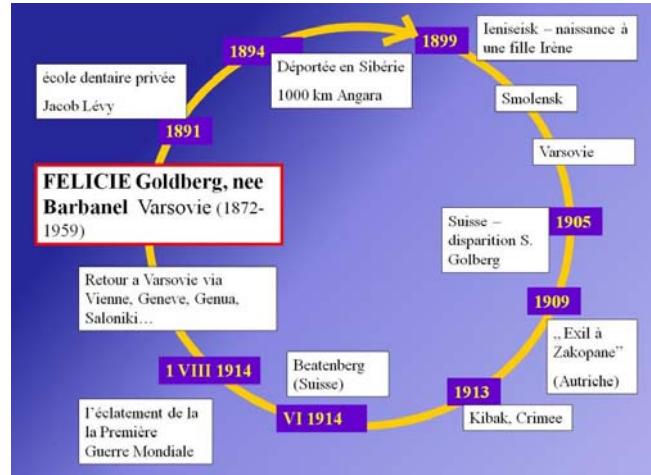 1894
1899
Ieniseisk – naissance à
une fille Irène
Déportée en Sibérie
1000 km Angara
école dentaire privée
Jacob Lévy
1891
Smolensk
Varsovie
FELICIE Goldberg, nee
Barbanel Varsovie (1872-
1959)
Suisse –
disparition S.
Golberg
1905
1909
„Exil à
Zakopane”
(Autriche)
1913
Kibak, Crimee
Beatenberg
(Suisse)
VI 1914
1 VIII 1914
l’éclatement de la
la Première
Guerre Mondiale
Retour a Varsovie via
Vienne, Geneve, Genua,
Saloniki…